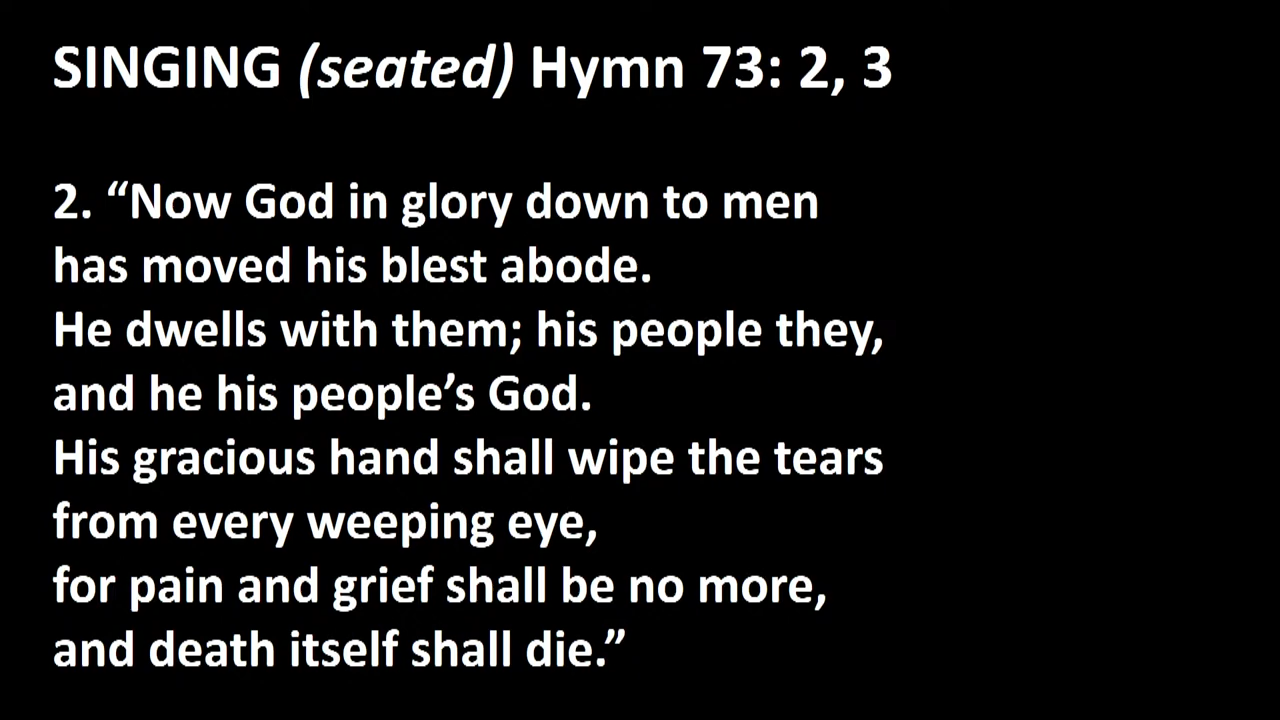 SINGING (seated) Hymn 73: 2, 3
2. “Now God in glory down to men
has moved his blest abode.
He dwells with them; his people they,
and he his people’s God.
His gracious hand shall wipe the tears
from every weeping eye,
for pain and grief shall be no more,
and death itself shall die.”